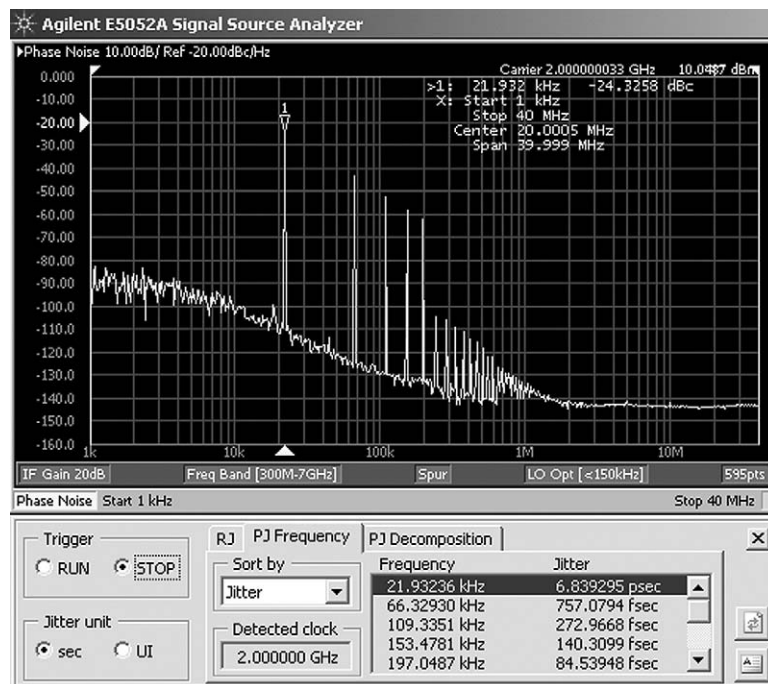 Agilent E5052A Signal Source Analyzer
Phase Noise 10.00dB/ Ref -20.00dBc/Hz
Carrier 2.000000033 GHz 10.0487 dBm
>1: 21.932 kHz -24.3258 dBc
X: Start 1 kHz
Stop 40 MHz
Center 20.0005 MHz
Span 39.999 MHz
1
0.000
-10.00
-20.00
-30.00
-40.00
-50.00
-60.00
-70.00
-80.00
-90.00
-100.0
-110.0
-120.0
-130.0
-140.0
-150.0
-160.0
1k 10k 100k 1M 10M
IF Gain 20dB Freq Band [300M-7GHz] Spur LO Opt [<150kHz] 595pts
Phase Noise Start 1 kHz Stop 40 MHz
Trigger
RUN STOP
Jitter unit
sec UI
RJ PJ Frequency PJ Decomposition
Sort by
Jitter
Detected clock
2.000000 GHz
Frequency Jitter
21.93236 kHz 6.839295 psec
66.32930 kHz 757.0794 fsec
109.3351 kHz 272.9668 fsec
153.4781 kHz 140.3099 fsec
197.0487 kHz 84.53948 fsec